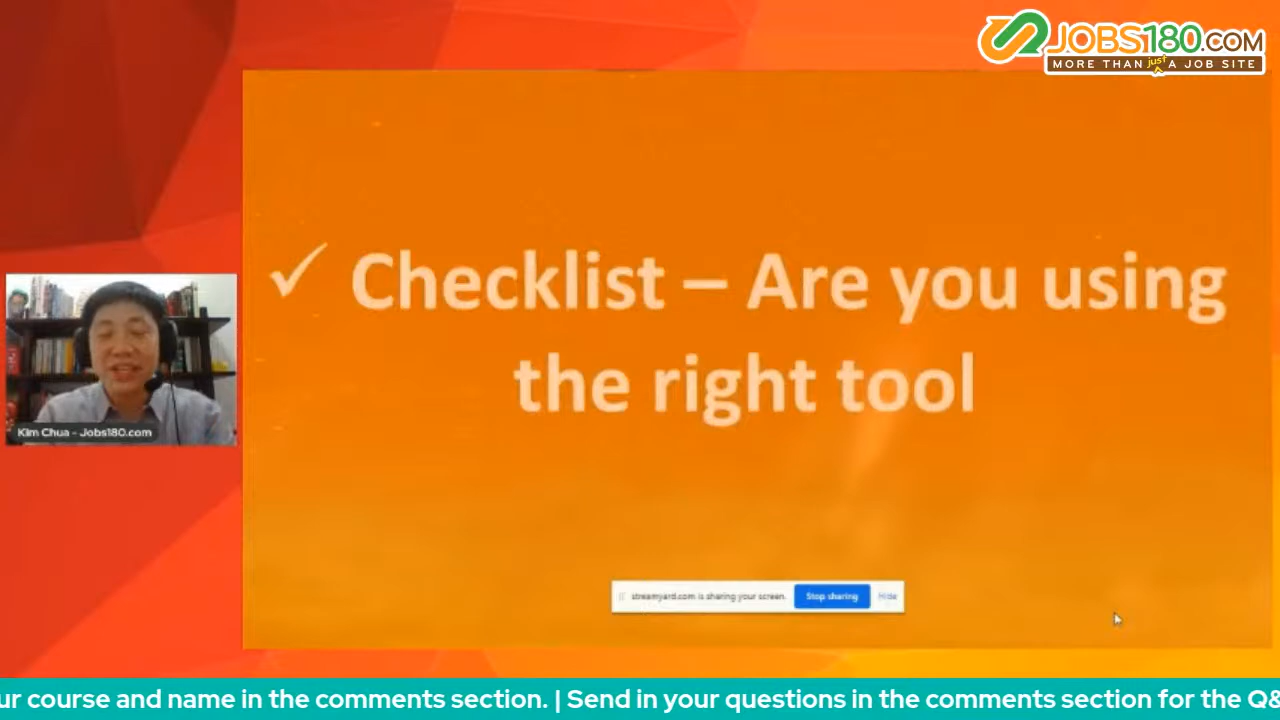 JOBS180.COM
MORE THAN just A JOB SITE
✓ Checklist – Are you using
the right tool
Kim Chua - Jobs180.com
streamyard.com is sharing your screen. Stop sharing Hide
ur course and name in the comments section. | Send in your questions in the comments section for the Q&